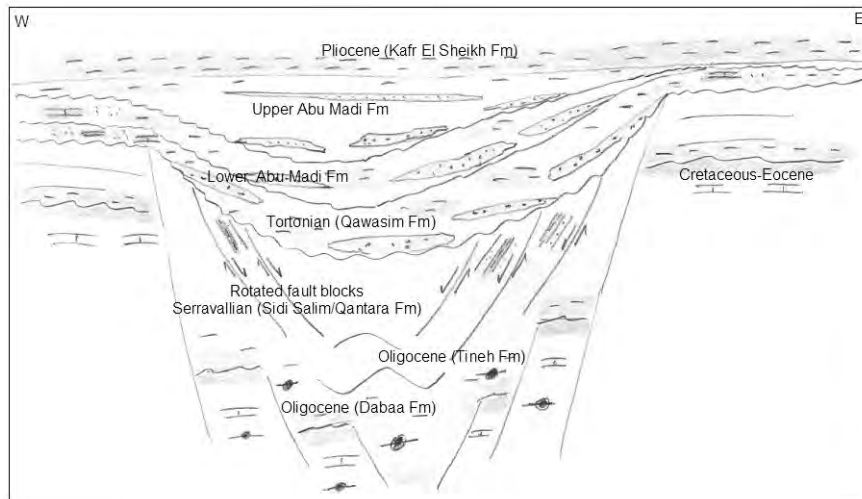 W
E
Pliocene (Kafr El Sheikh Fm)
Upper Abu Madi Fm
Lower Abu-Madi Fm
Cretaceous-Eocene
Tortonian (Qawasim Fm)
Rotated fault blocks
Serravallian (Sidi Salim/Qantara Fm)
Oligocene (Tineh Fm)
Oligocene (Dabaa Fm)